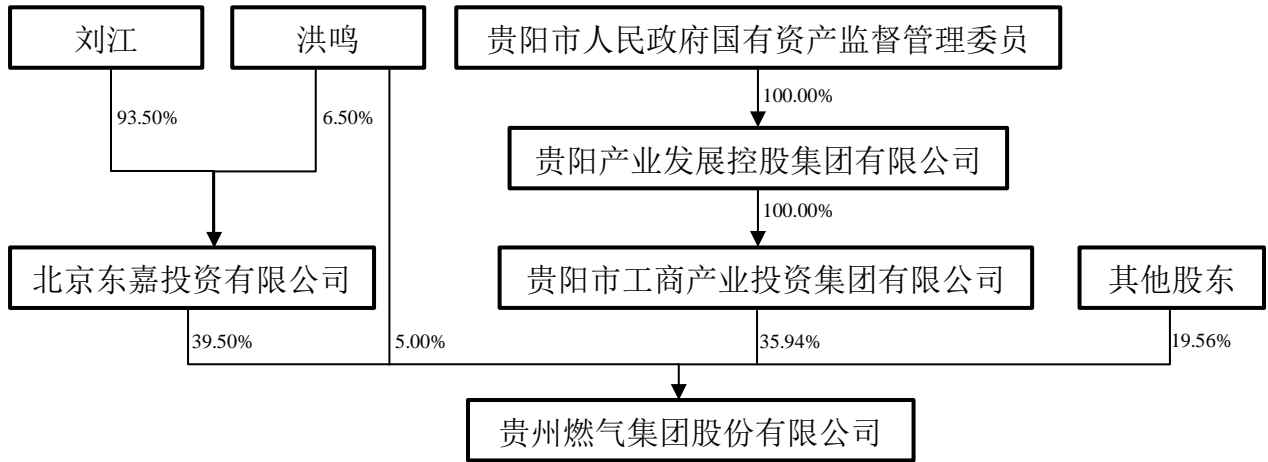 刘江
洪鸣
贵阳市人民政府国有资产监督管理委员
100.00%
93.50%
6.50%
贵阳产业发展控股集团有限公司
100.00%
北京东嘉投资有限公司
贵阳市工商产业投资集团有限公司
其他股东
39.50%
5.00%
35.94%
19.56%
贵州燃气集团股份有限公司